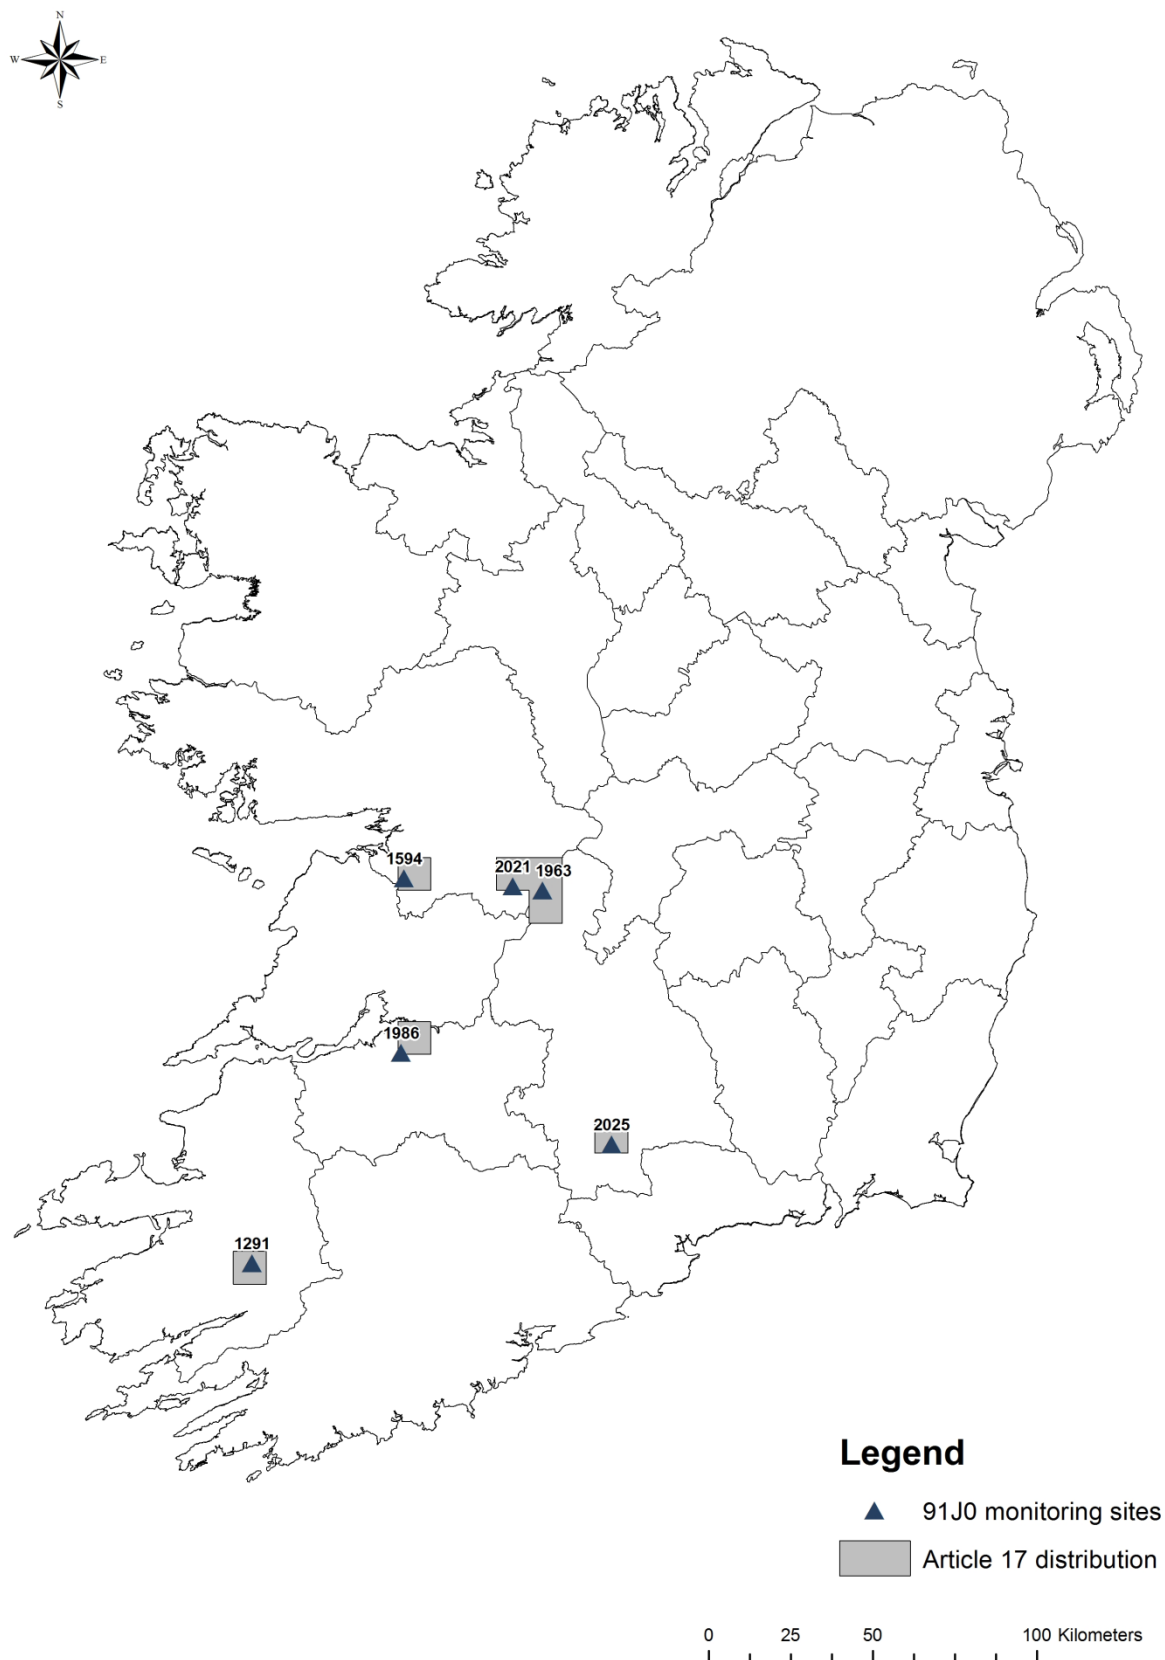 N
W E
S
1594
2021 1963
1986
2025
1291
Legend
91J0 monitoring sites
Article 17 distribution
0 25 50 100 Kilometers